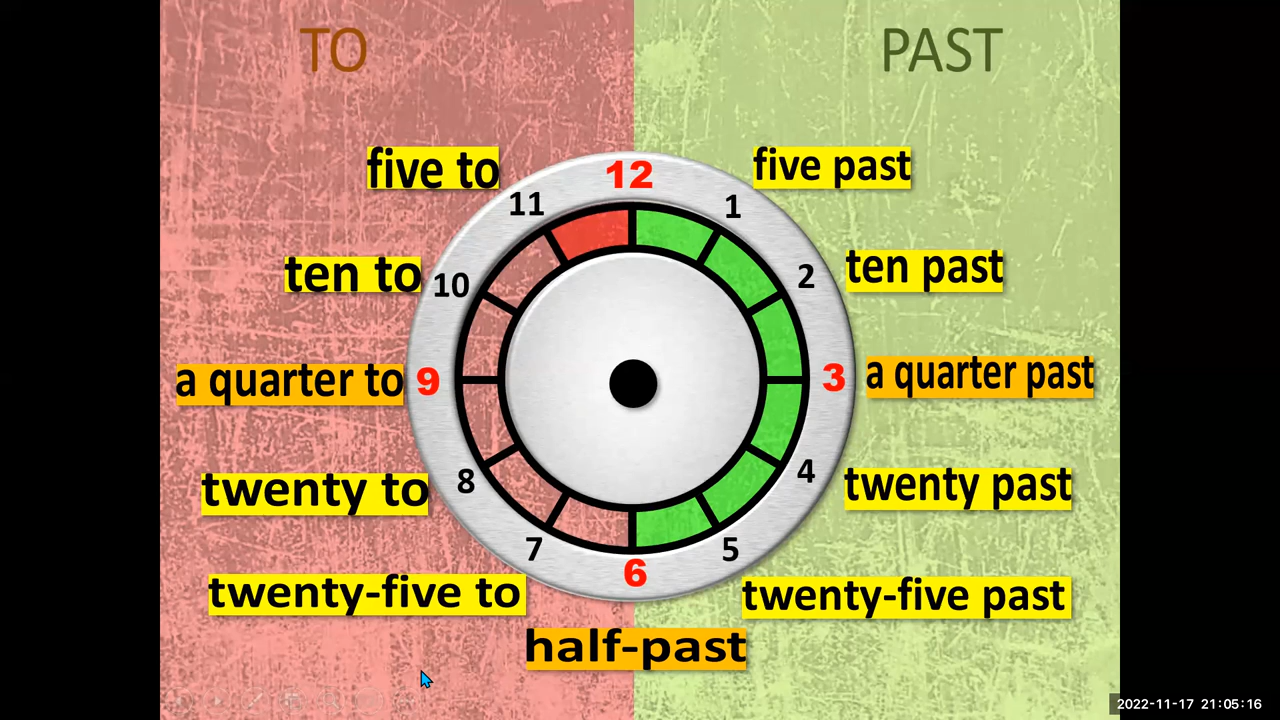 TO
PAST
five to
12
five past
11
1
ten to
10
2
ten past
a quarter to
9
3
a quarter past
twenty to
8
4
twenty past
7
5
twenty-five to
6
twenty-five past
half-past
2022-11-17 21:05:16